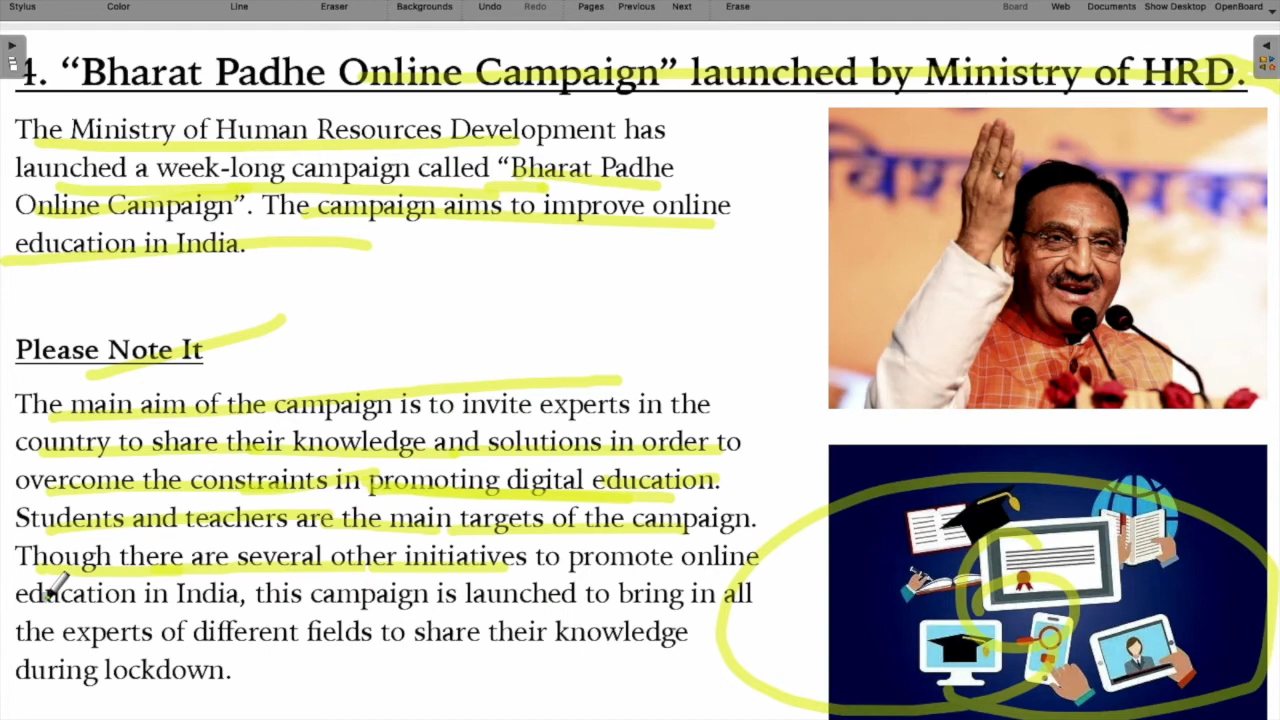 Stylus Color Line Eraser Backgrounds Undo Redo Pages Previous Next Erase Board Web Documents Show Desktop OpenBoard
4. “Bharat Padhe Online Campaign” launched by Ministry of HRD.
The Ministry of Human Resources Development has
launched a week-long campaign called “Bharat Padhe
Online Campaign”. The campaign aims to improve online
education in India.
Please Note It
The main aim of the campaign is to invite experts in the
country to share their knowledge and solutions in order to
overcome the constraints in promoting digital education.
Students and teachers are the main targets of the campaign.
Though there are several other initiatives to promote online
education in India, this campaign is launched to bring in all
the experts of different fields to share their knowledge
during lockdown.